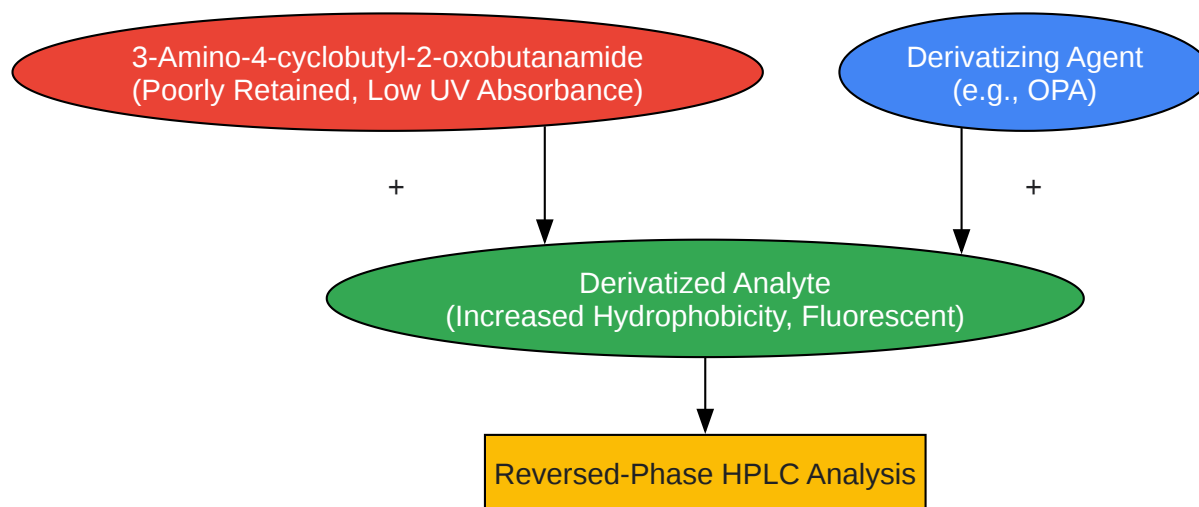 3-Amino-4-cyclobutyl-2-oxobutanamide
(Poorly Retained, Low UV Absorbance)
Derivatizing Agent
(e.g., OPA)
+
+
Derivatized Analyte
(Increased Hydrophobicity, Fluorescent)
Reversed-Phase HPLC Analysis